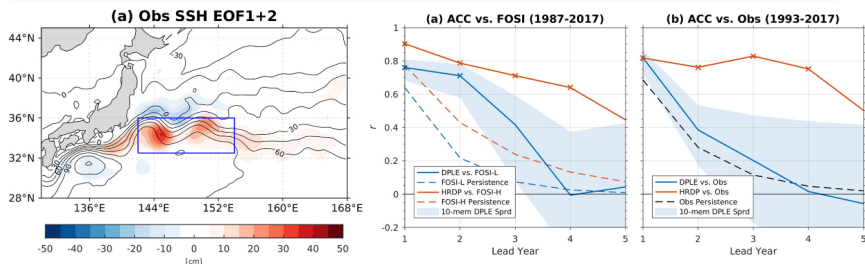 (a) Obs SSH EOF1+2
44°N
40°N
36°N
32°N
28°N
136°E 144°E 152°E 160°E 168°E
-30
0
30
60
-50 -40 -30 -20 -10 0 10 20 30 40 50
[cm]
(a) ACC vs. FOSI (1987-2017)
r
1
0.8
0.6
0.4
0.2
0
-0.2
DPLE vs. FOSI-L
FOSI-L Persistence
HRDP vs. FOSI-H
FOSI-H Persistence
10-mem DPLE Sprd
1 2 3 4 5
Lead Year
(b) ACC vs. Obs (1993-2017)
DPLE vs. Obs
HRDP vs. Obs
Obs Persistence
10-mem DPLE Sprd
1 2 3 4 5
Lead Year